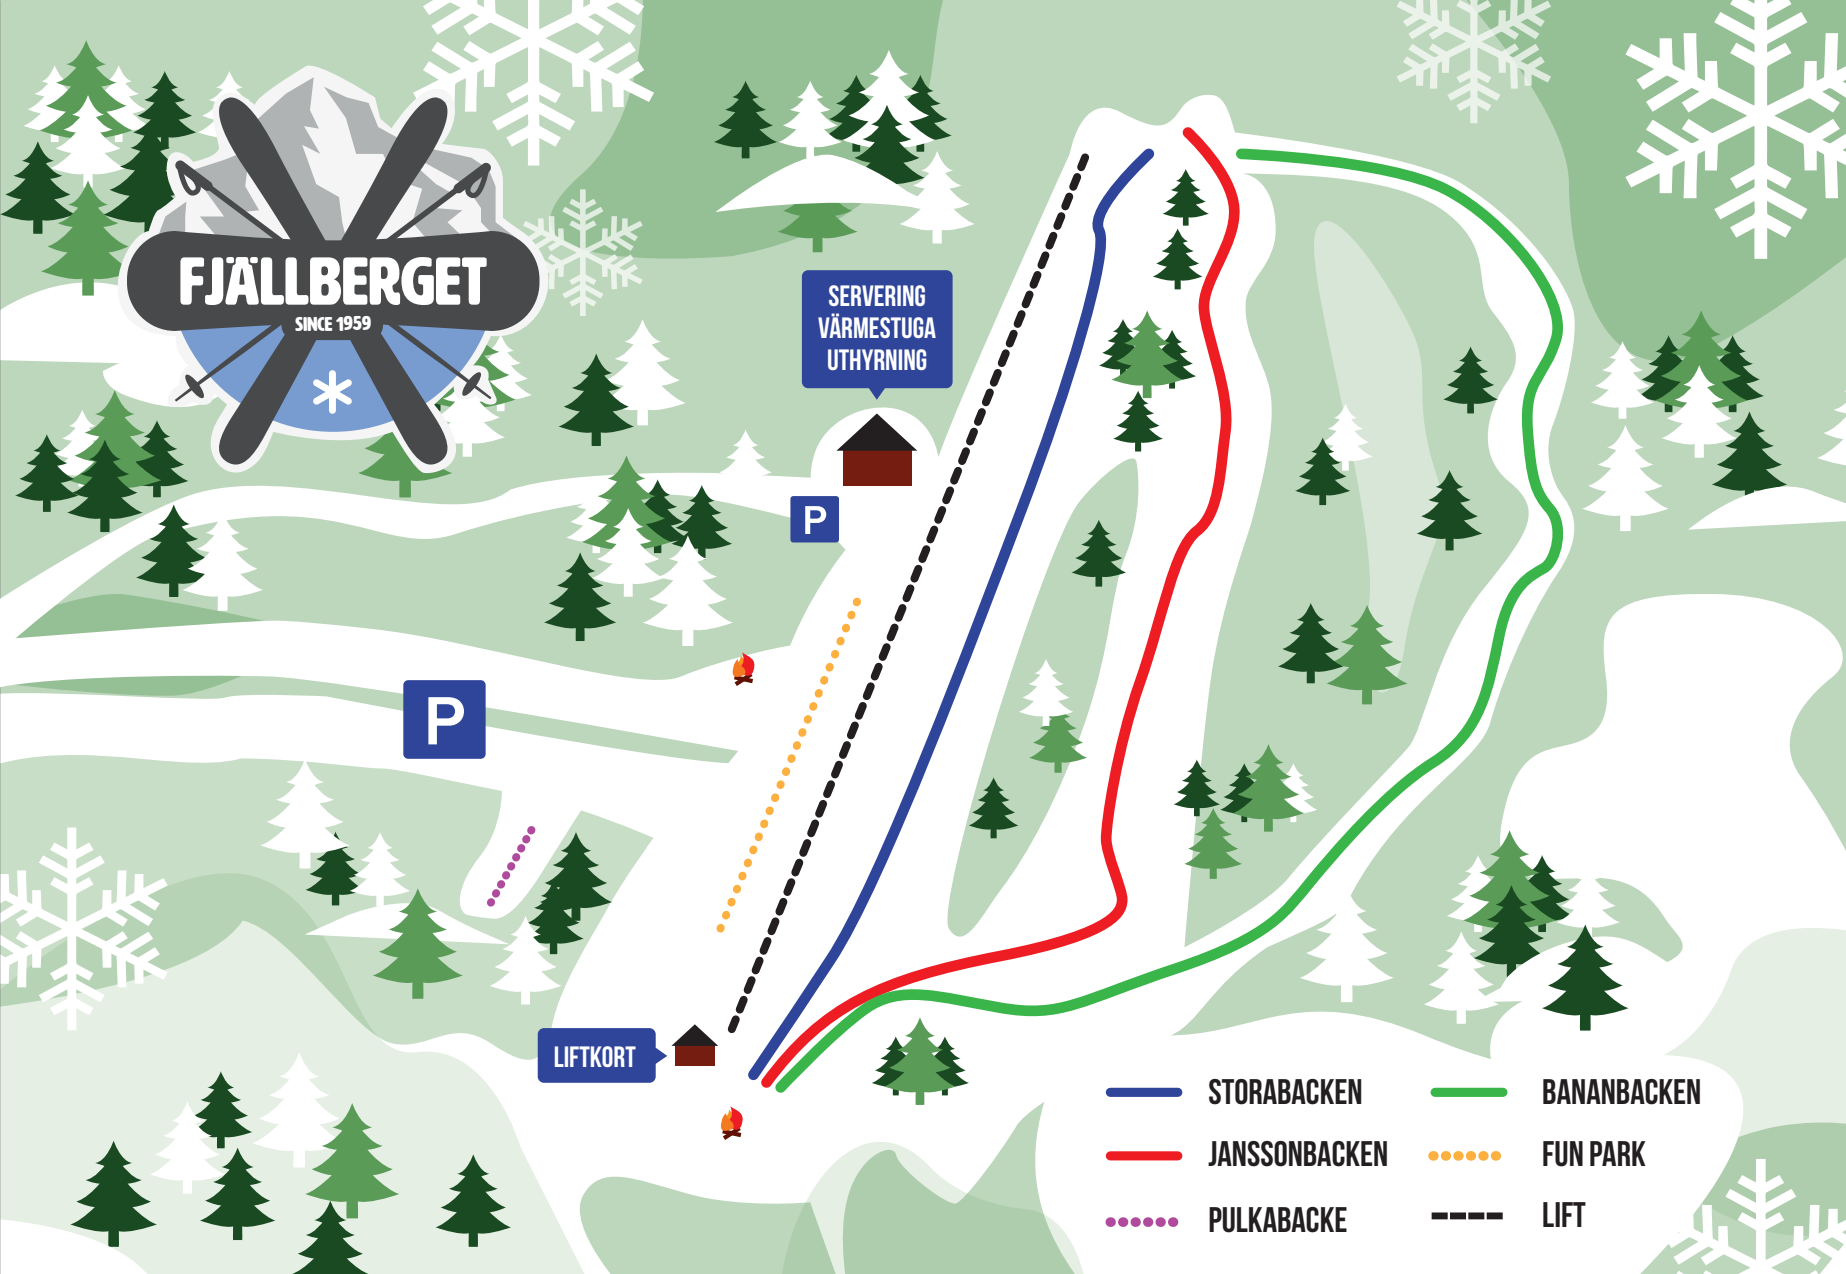 FJÄLLBERGET
SINCE 1959
SERVERING
VÄRMESTUGA
UTHYRNING
P
P
LIFTKORT
STORABACKEN
JANSSONBACKEN
PULKABACKE
BANANBACKEN
FUN PARK
LIFT